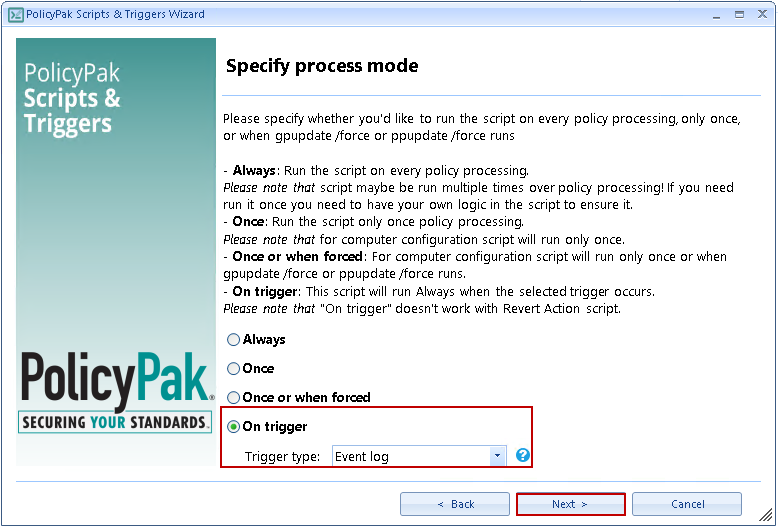 PolicyPak Scripts & Triggers Wizard
PolicyPak
Scripts &
Triggers
Specify process mode
Please specify whether you'd like to run the script on every policy processing, only once,
or when gpupdate /force or ppupdate /force runs
- Always: Run the script on every policy processing.
Please note that script maybe be run multiple times over policy processing! If you need
run it once you need to have your own logic in the script to ensure it.
- Once: Run the script only once policy processing.
Please note that for computer configuration script will run only once.
- Once or when forced: For computer configuration script will run only once or when
gpupdate /force or ppupdate /force runs.
- On trigger: This script will run Always when the selected trigger occurs.
Please note that "On trigger" doesn't work with Revert Action script.
Always
Once
Once or when forced
On trigger
Trigger type: Event log ?
PolicyPak®
SECURING YOUR STANDARDS.
< Back Next > Cancel